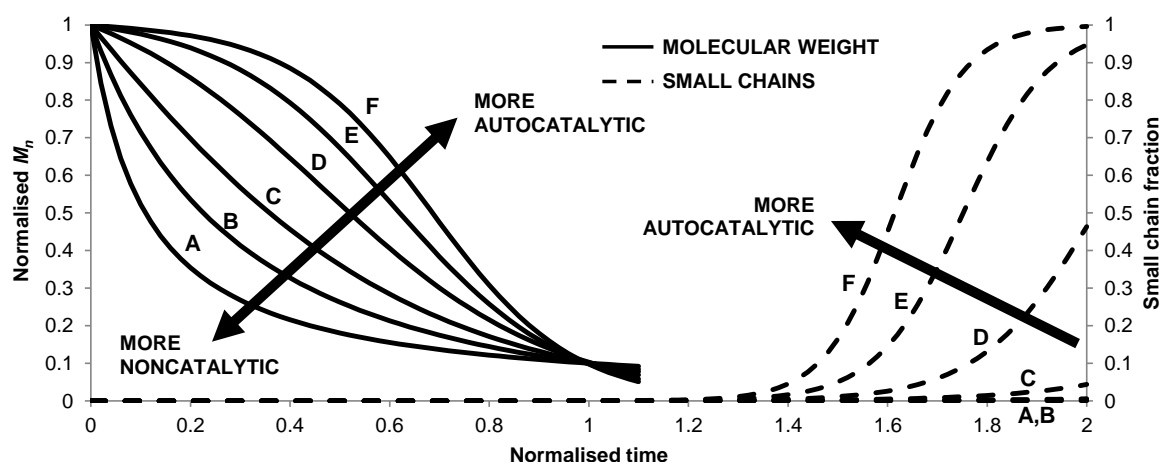 1
0.9
0.8
0.7
0.6
0.5
0.4
0.3
0.2
0.1
0
Normalised Mn
MOLECULAR WEIGHT
SMALL CHAINS
MORE
AUTOCATALYTIC
F
E
D
C
B
A
MORE
NONCATALYTIC
MORE
AUTOCATALYTIC
F
E
D
C
A,B
1
0.9
0.8
0.7
0.6
0.5
0.4
0.3
0.2
0.1
0
Small chain fraction
0 0.2 0.4 0.6 0.8 1 1.2 1.4 1.6 1.8 2
Normalised time